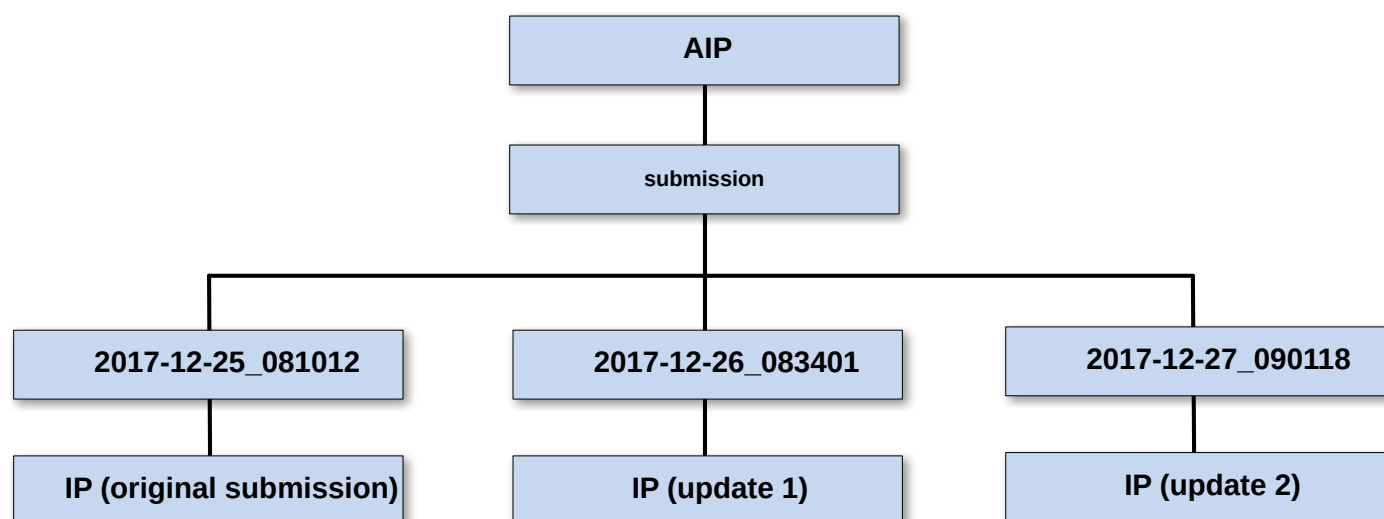 AIP
submission
2017-12-25_081012
2017-12-26_083401
2017-12-27_090118
IP (original submission)
IP (update 1)
IP (update 2)